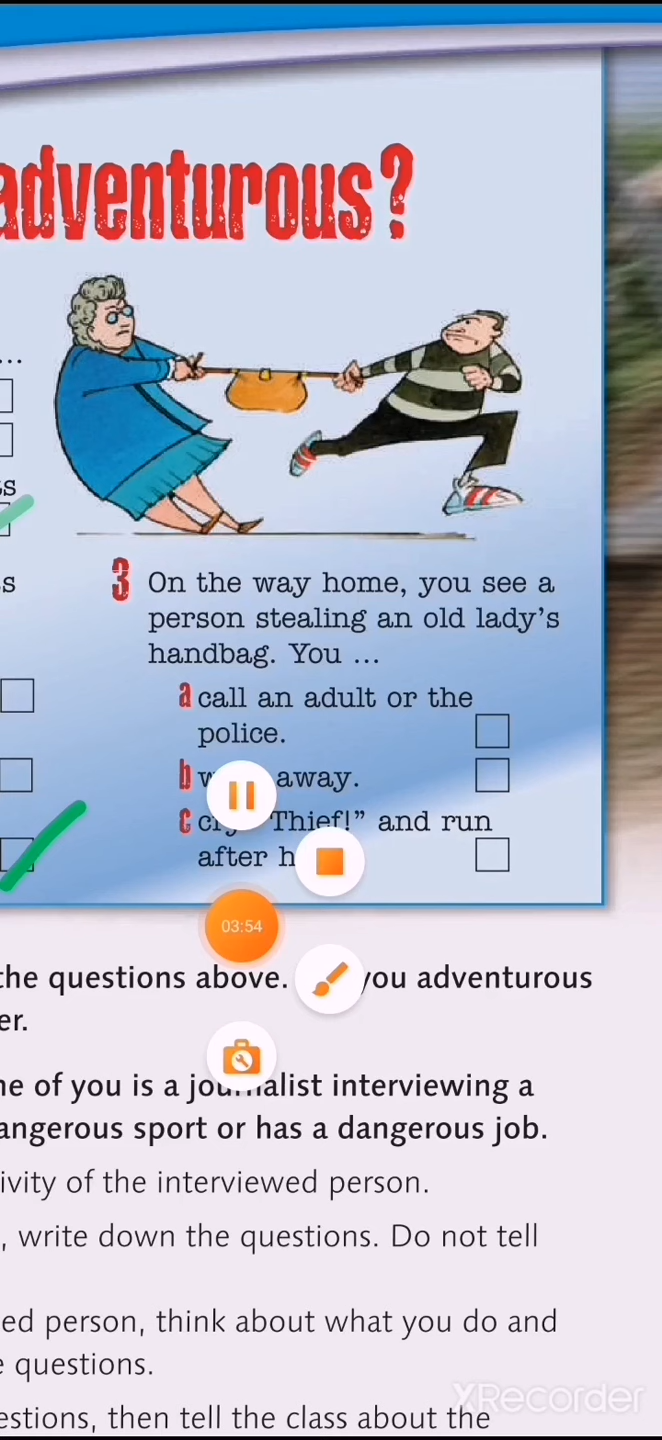 adventurous?
...
s
s
3 On the way home, you see a
person stealing an old lady's
handbag. You ...
a call an adult or the
police.
b away.
c Thief!" and run
after
03:54
the questions above. you adventurous
er.
ne of you is a journalist interviewing a
angerous sport or has a dangerous job.
ivity of the interviewed person.
, write down the questions. Do not tell
ed person, think about what you do and
e questions.
estions, then tell the class about the
XRecorder